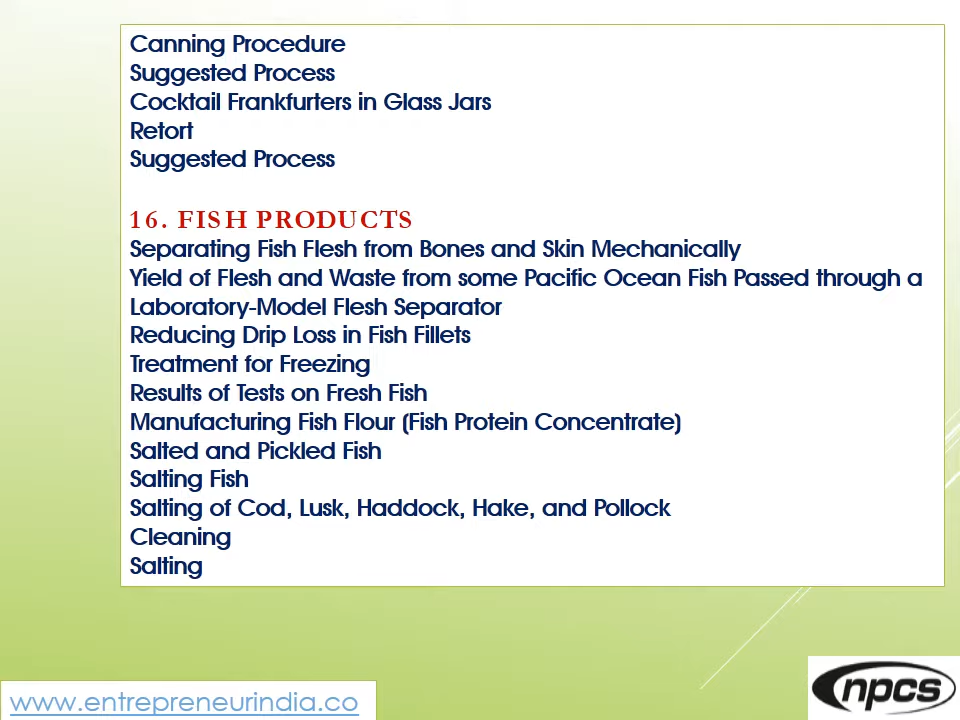 Canning Procedure
Suggested Process
Cocktail Frankfurters in Glass Jars
Retort
Suggested Process
16. FISH PRODUCTS
Separating Fish Flesh from Bones and Skin Mechanically
Yield of Flesh and Waste from some Pacific Ocean Fish Passed through a
Laboratory-Model Flesh Separator
Reducing Drip Loss in Fish Fillets
Treatment for Freezing
Results of Tests on Fresh Fish
Manufacturing Fish Flour (Fish Protein Concentrate)
Salted and Pickled Fish
Salting Fish
Salting of Cod, Lusk, Haddock, Hake, and Pollock
Cleaning
Salting
www.entrepreneurindia.co
npcs